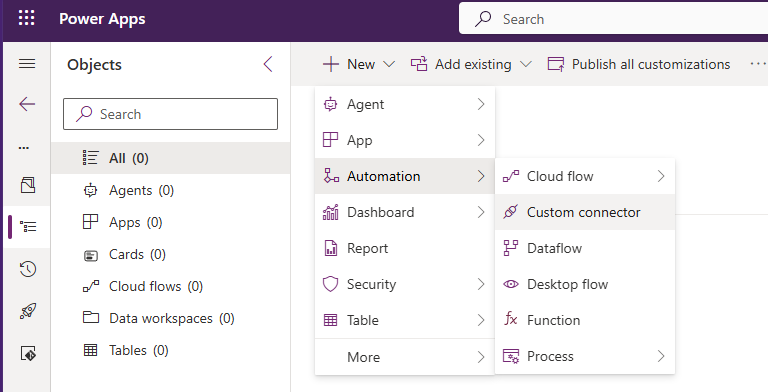 Power Apps
Search
Objects
New
Add existing
Publish all customizations
...
Search
All (0)
Agents (0)
Apps (0)
Cards (0)
Cloud flows (0)
Data workspaces (0)
Tables (0)
Agent
App
Automation
Dashboard
Report
Security
Table
More
Cloud flow
Custom connector
Dataflow
Desktop flow
fx Function
Process